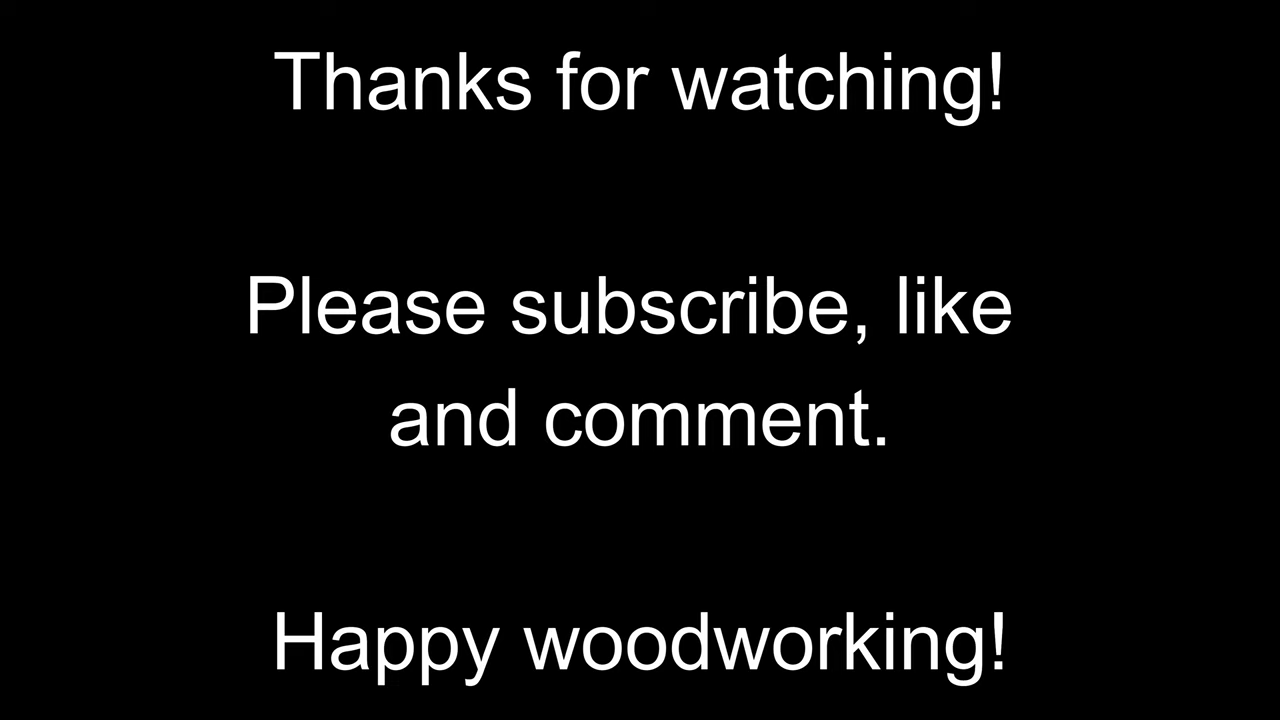 Thanks for watching!
Please subscribe, like
and comment.
Happy woodworking!